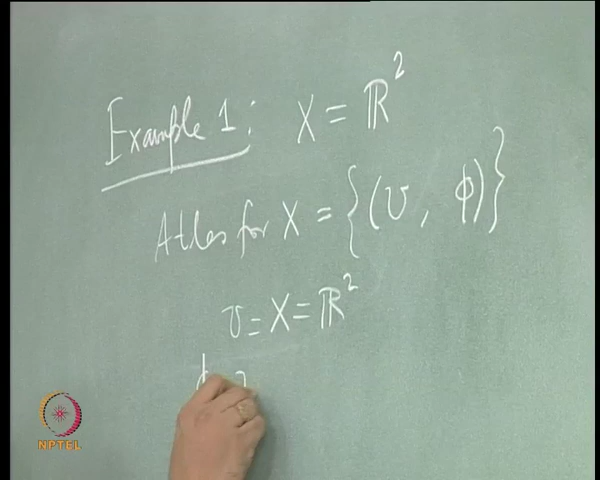 Example 1: X = ℝ²
Atlas for X = {(U, ϕ)}
U = X = ℝ²
NPTEL